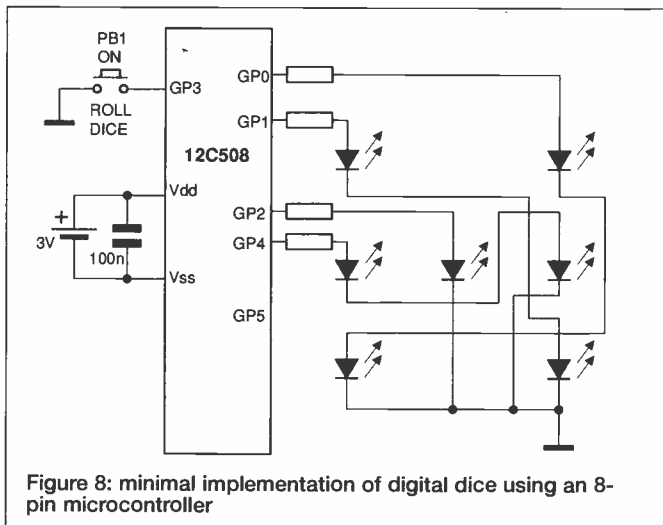 PB1
ON
ROLL
DICE
GP3
12C508
Vdd
+
3V
100n
Vss
GP0
GP1
GP2
GP4
GP5
Figure 8: minimal implementation of digital dice using an 8-
pin microcontroller